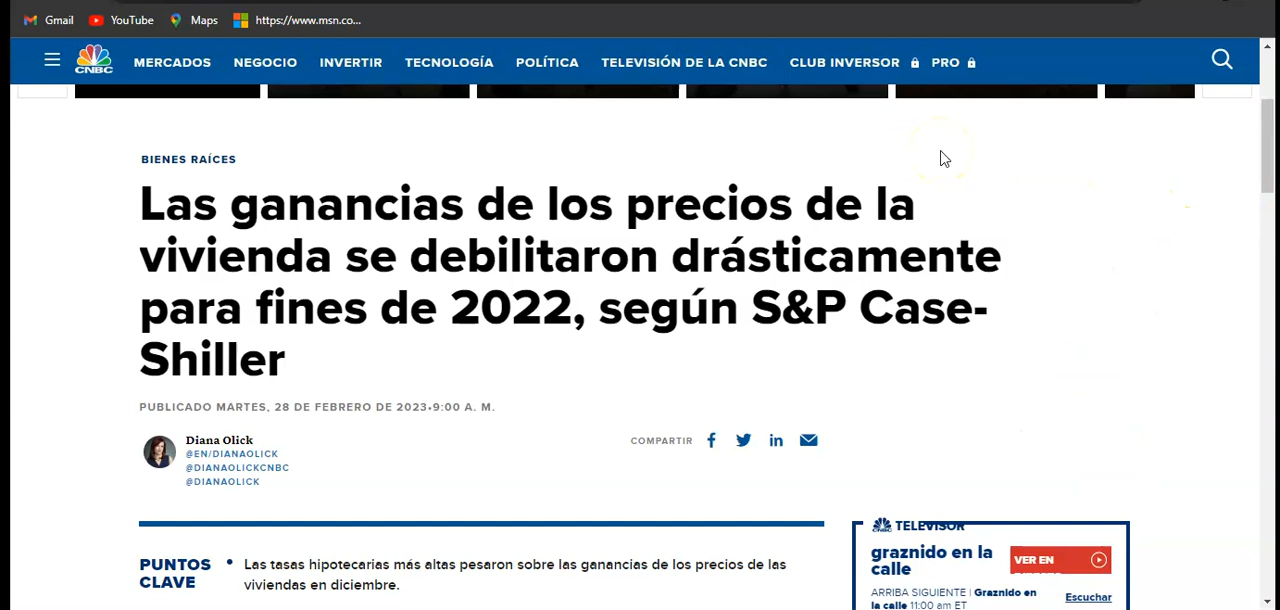 Gmail YouTube Maps https://www.msn.co...
CNBC MERCADOS NEGOCIO INVERTIR TECNOLOGÍA POLÍTICA TELEVISIÓN DE LA CNBC CLUB INVERSOR PRO
BIENES RAÍCES
Las ganancias de los precios de la
vivienda se debilitaron drásticamente
para fines de 2022, según S&P Case-
Shiller
PUBLICADO MARTES, 28 DE FEBRERO DE 2023•9:00 A. M.
Diana Olick
@EN/DIANAOLICK
@DIANAOLICKCNBC
@DIANAOLICK
COMPARTIR
PUNTOS
CLAVE
• Las tasas hipotecarias más altas pesaron sobre las ganancias de los precios de las
viviendas en diciembre.
CNBC TELEVISOR
graznido en la
calle
VER EN
ARRIBA SIGUIENTE | Graznido en
la calle 11:00 am ET
Escuchar